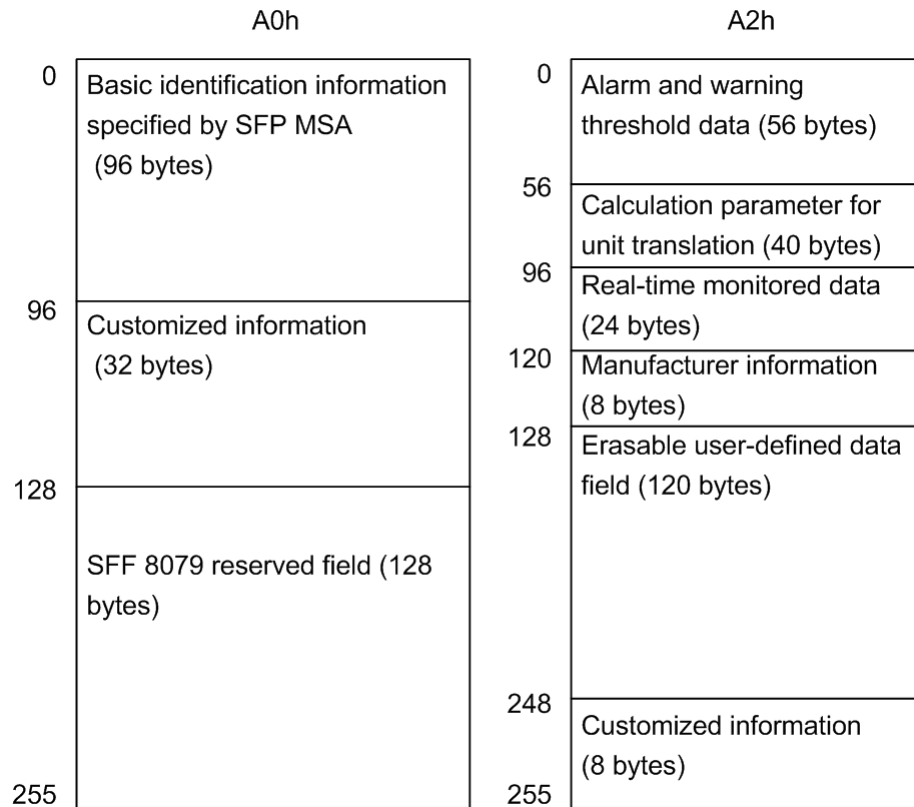 A0h
0
Basic identification information
specified by SFP MSA
(96 bytes)
96
Customized information
(32 bytes)
128
SFF 8079 reserved field (128
bytes)
255
A2h
0
Alarm and warning
threshold data (56 bytes)
56
Calculation parameter for
unit translation (40 bytes)
96
Real-time monitored data
(24 bytes)
120
Manufacturer information
(8 bytes)
128
Erasable user-defined data
field (120 bytes)
248
Customized information
(8 bytes)
255